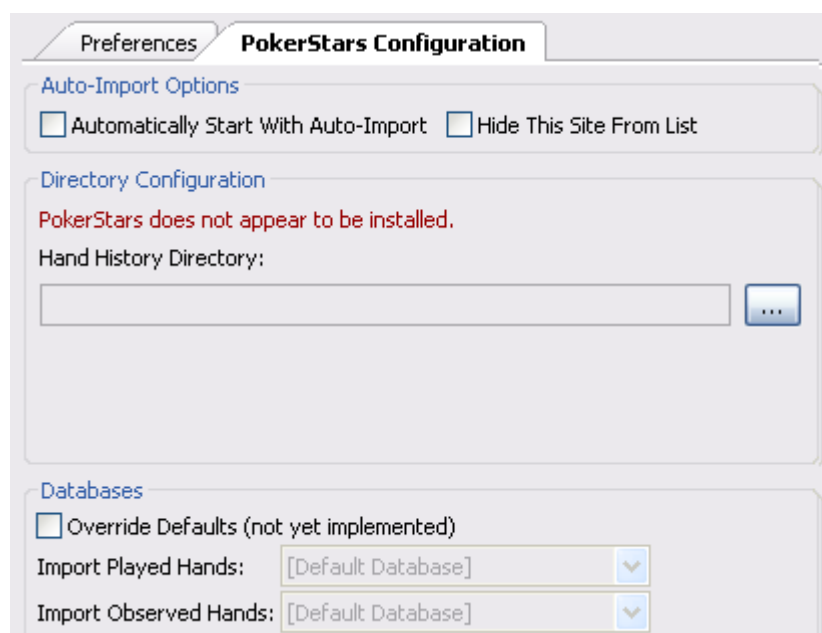 Preferences PokerStars Configuration
Auto-Import Options
Automatically Start With Auto-Import Hide This Site From List
Directory Configuration
PokerStars does not appear to be installed.
Hand History Directory:
...
Databases
Override Defaults (not yet implemented)
Import Played Hands: [Default Database]
Import Observed Hands: [Default Database]